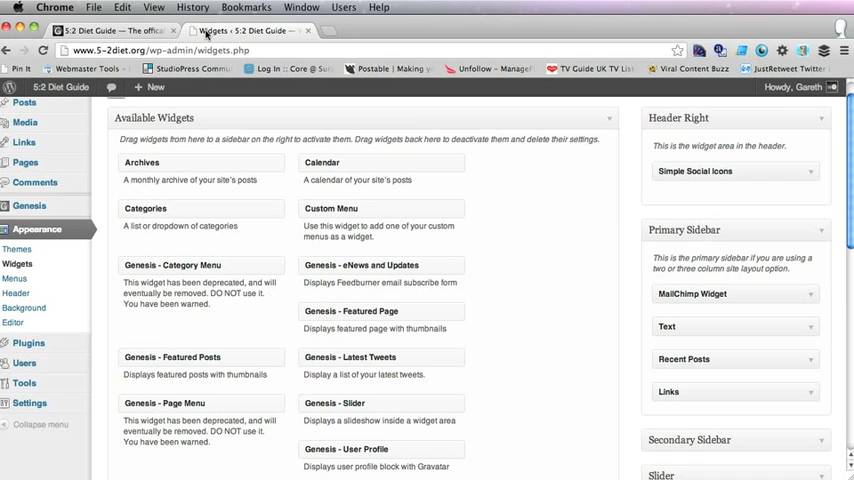 Chrome File Edit View History Bookmarks Window Users Help
5:2 Diet Guide — The offica
Widgets ‹ 5:2 Diet Guide —
www.5-2diet.org/wp-admin/widgets.php
Pin It Webmaster Tools - StudioPress Commu Log In :: Core Postable | Making yo Unfollow - Manage TV Guide UK TV List Viral Content Buzz JustRetweet Twitter
5:2 Diet Guide + New Howdy, Gareth
Posts
Media
Links
Pages
Comments
Genesis
Appearance
Themes
Widgets
Menus
Header
Background
Editor
Plugins
Users
Tools
Settings
Collapse menu
Available Widgets
Drag widgets from here to a sidebar on the right to activate them. Drag widgets back here to deactivate them and delete their settings.
Archives
A monthly archive of your site's posts
Calendar
A calendar of your site's posts
Categories
A list or dropdown of categories
Custom Menu
Use this widget to add one of your custom
menus as a widget.
Genesis - Category Menu
This widget has been deprecated, and will
eventually be removed. DO NOT use it.
You have been warned.
Genesis - eNews and Updates
Displays Feedburner email subscribe form
Genesis - Featured Page
Displays featured page with thumbnails
Genesis - Featured Posts
Displays featured posts with thumbnails
Genesis - Latest Tweets
Display a list of your latest tweets.
Genesis - Page Menu
This widget has been deprecated, and will
eventually be removed. DO NOT use it.
You have been warned.
Genesis - Slider
Displays a slideshow inside a widget area
Genesis - User Profile
Displays user profile block with Gravatar
Header Right
This is the widget area in the header.
Simple Social Icons
Primary Sidebar
This is the primary sidebar if you are using a
two or three column site layout option.
MailChimp Widget
Text
Recent Posts
Links
Secondary Sidebar
Slider